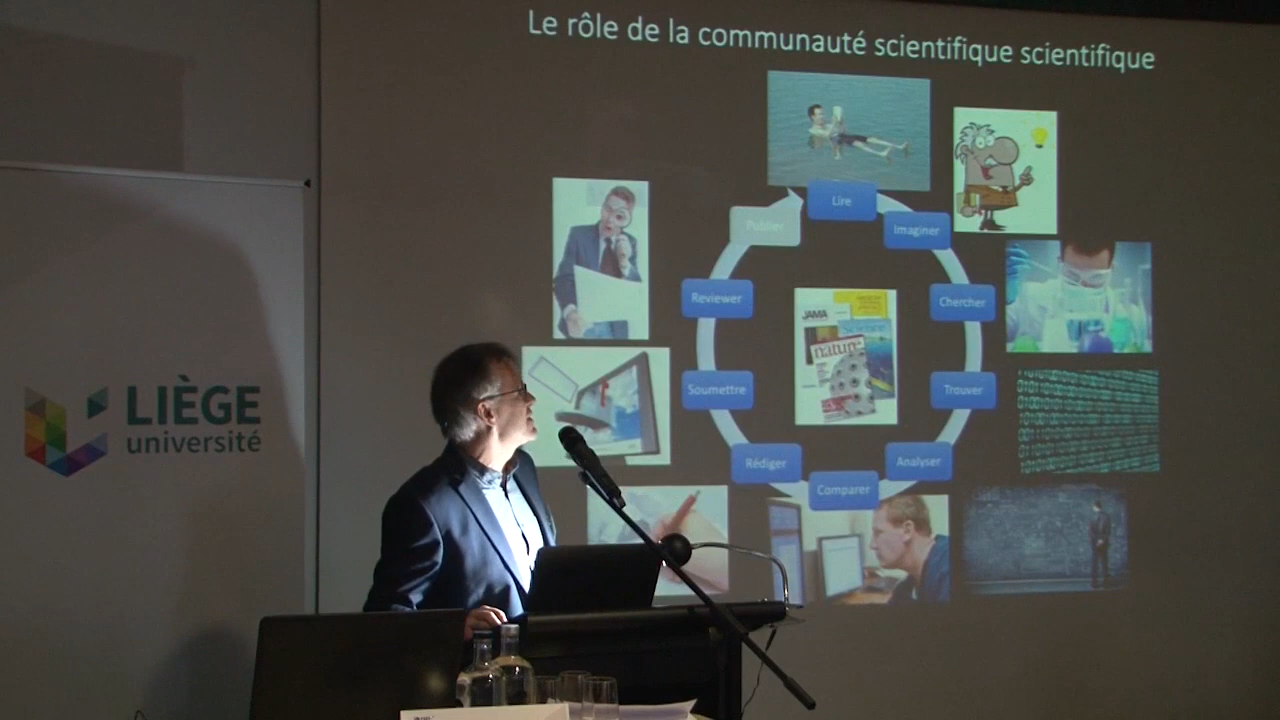 Le rôle de la communauté scientifique scientifique
Lire
Publier
Imaginer
Reviewer
Chercher
JAMA
Science
nature
Soumettre
Trouver
Rédiger
Analyser
Comparer
LIÈGE
université